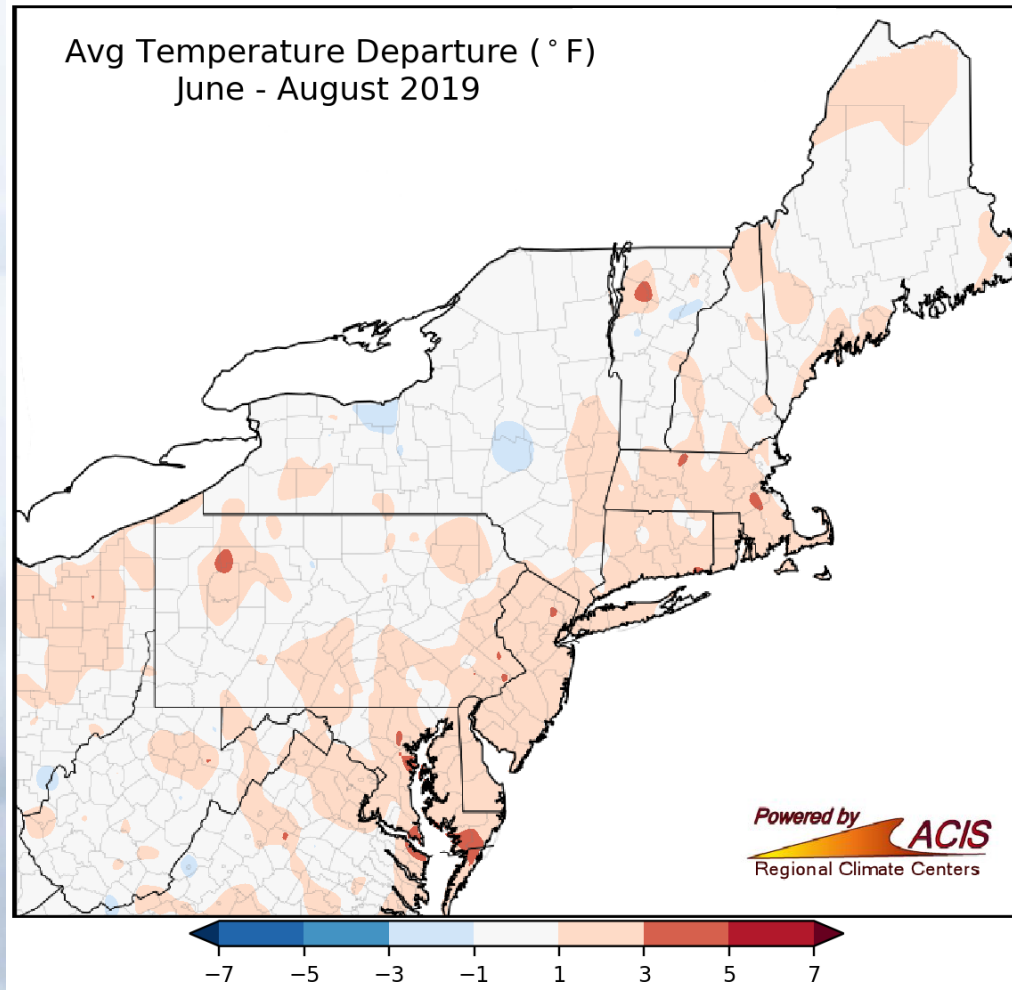 Avg Temperature Departure (°F)
June - August 2019
Powered by
ACIS
Regional Climate Centers
−7 −5 −3 −1 1 3 5 7